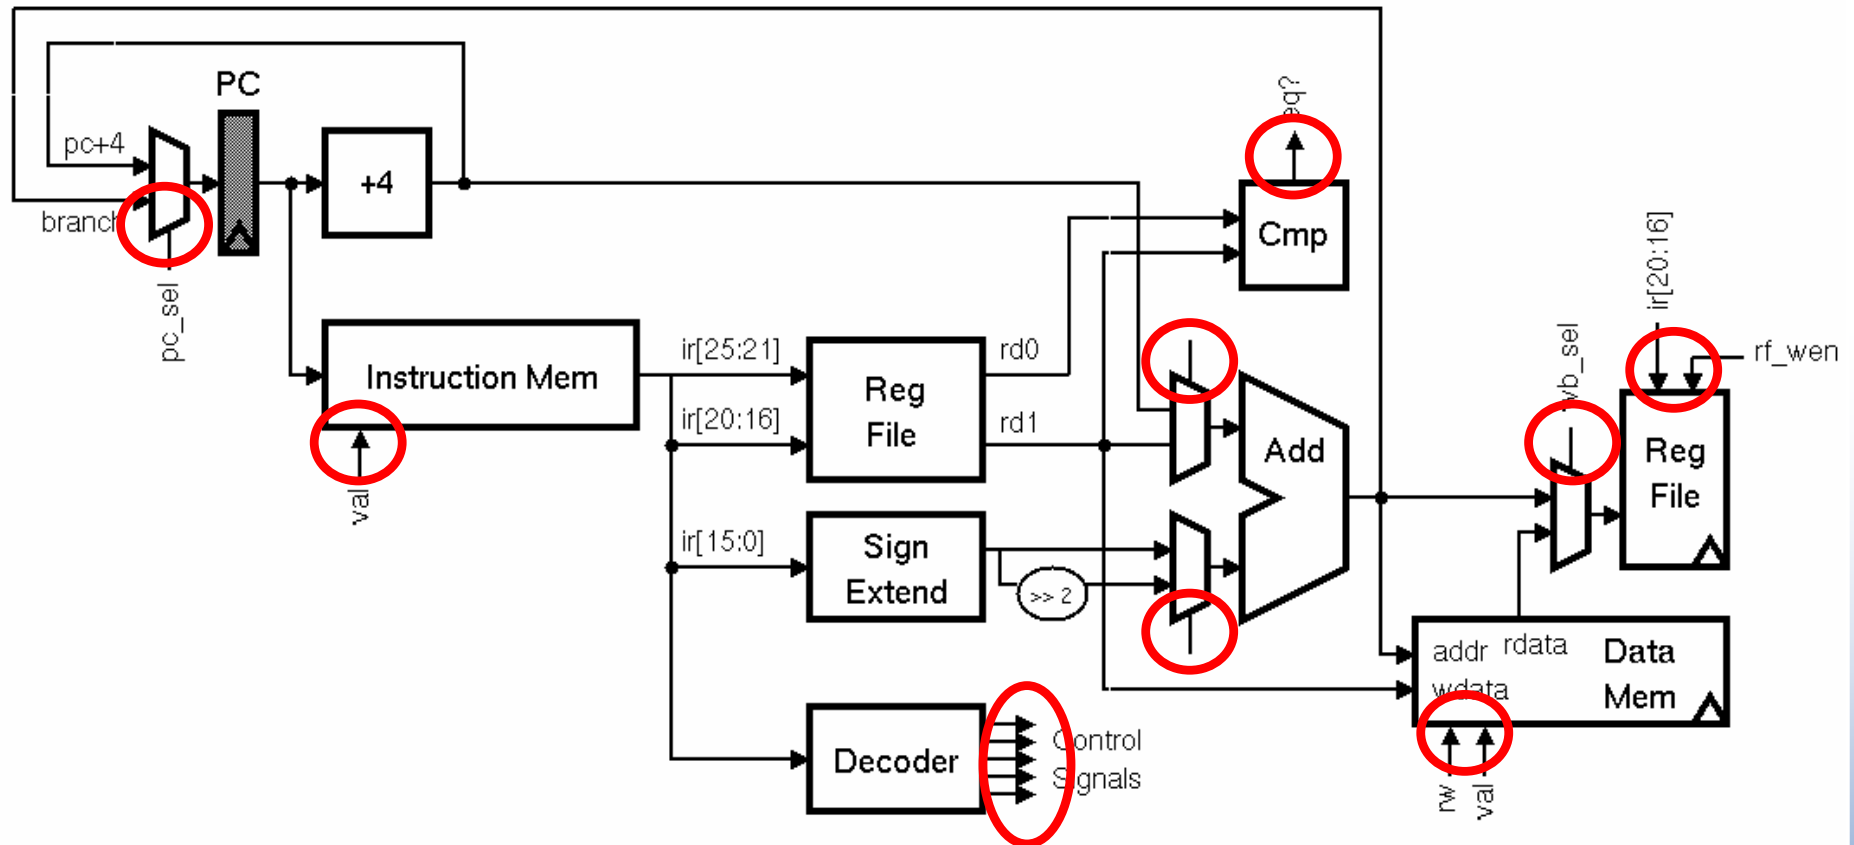 PC
eq?
pc+4
+4
branch
Cmp
ir[20:16]
pc_sel
wb_sel
rf_wen
Instruction Mem
ir[25:21]
Reg
File
rd0
ir[20:16]
rd1
Add
Reg
File
val
ir[15:0]
Sign
Extend
>> 2
addr
rdata
Data
Mem
wdata
Decoder
Control
Signals
rw
val